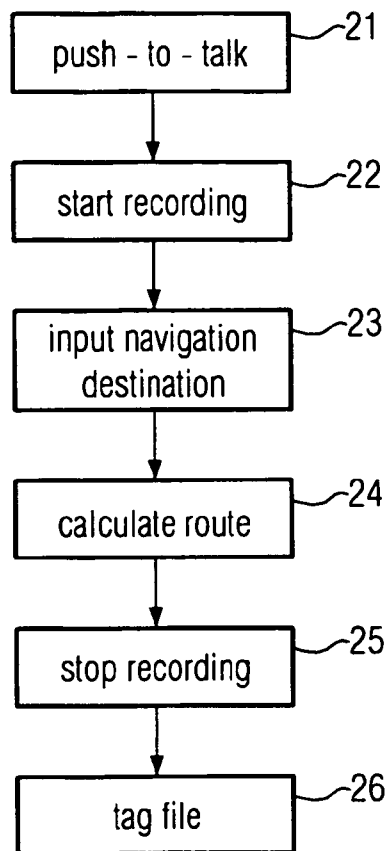 21
push - to - talk
22
start recording
23
input navigation
destination
24
calculate route
25
stop recording
26
tag file